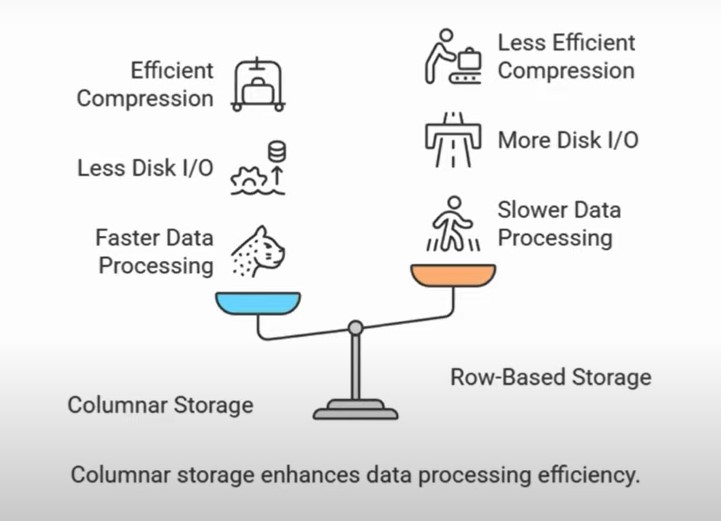 Efficient
Compression
Less Disk I/O
Faster Data
Processing
Less Efficient
Compression
More Disk I/O
Slower Data
Processing
Columnar Storage
Row-Based Storage
Columnar storage enhances data processing efficiency.